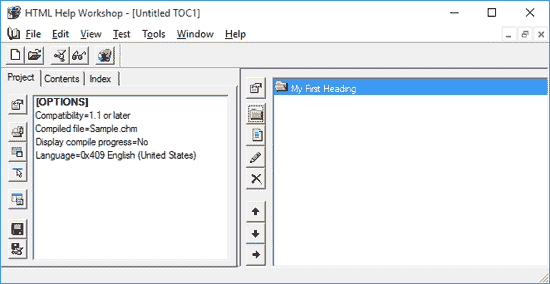 HTML Help Workshop - [Untitled TOC1]
File Edit View Test Tools Window Help
Project Contents Index
[OPTIONS]
Compatibility=1.1 or later
Compiled file=Sample.chm
Display compile progress=No
Language=0x409 English (United States)
My First Heading